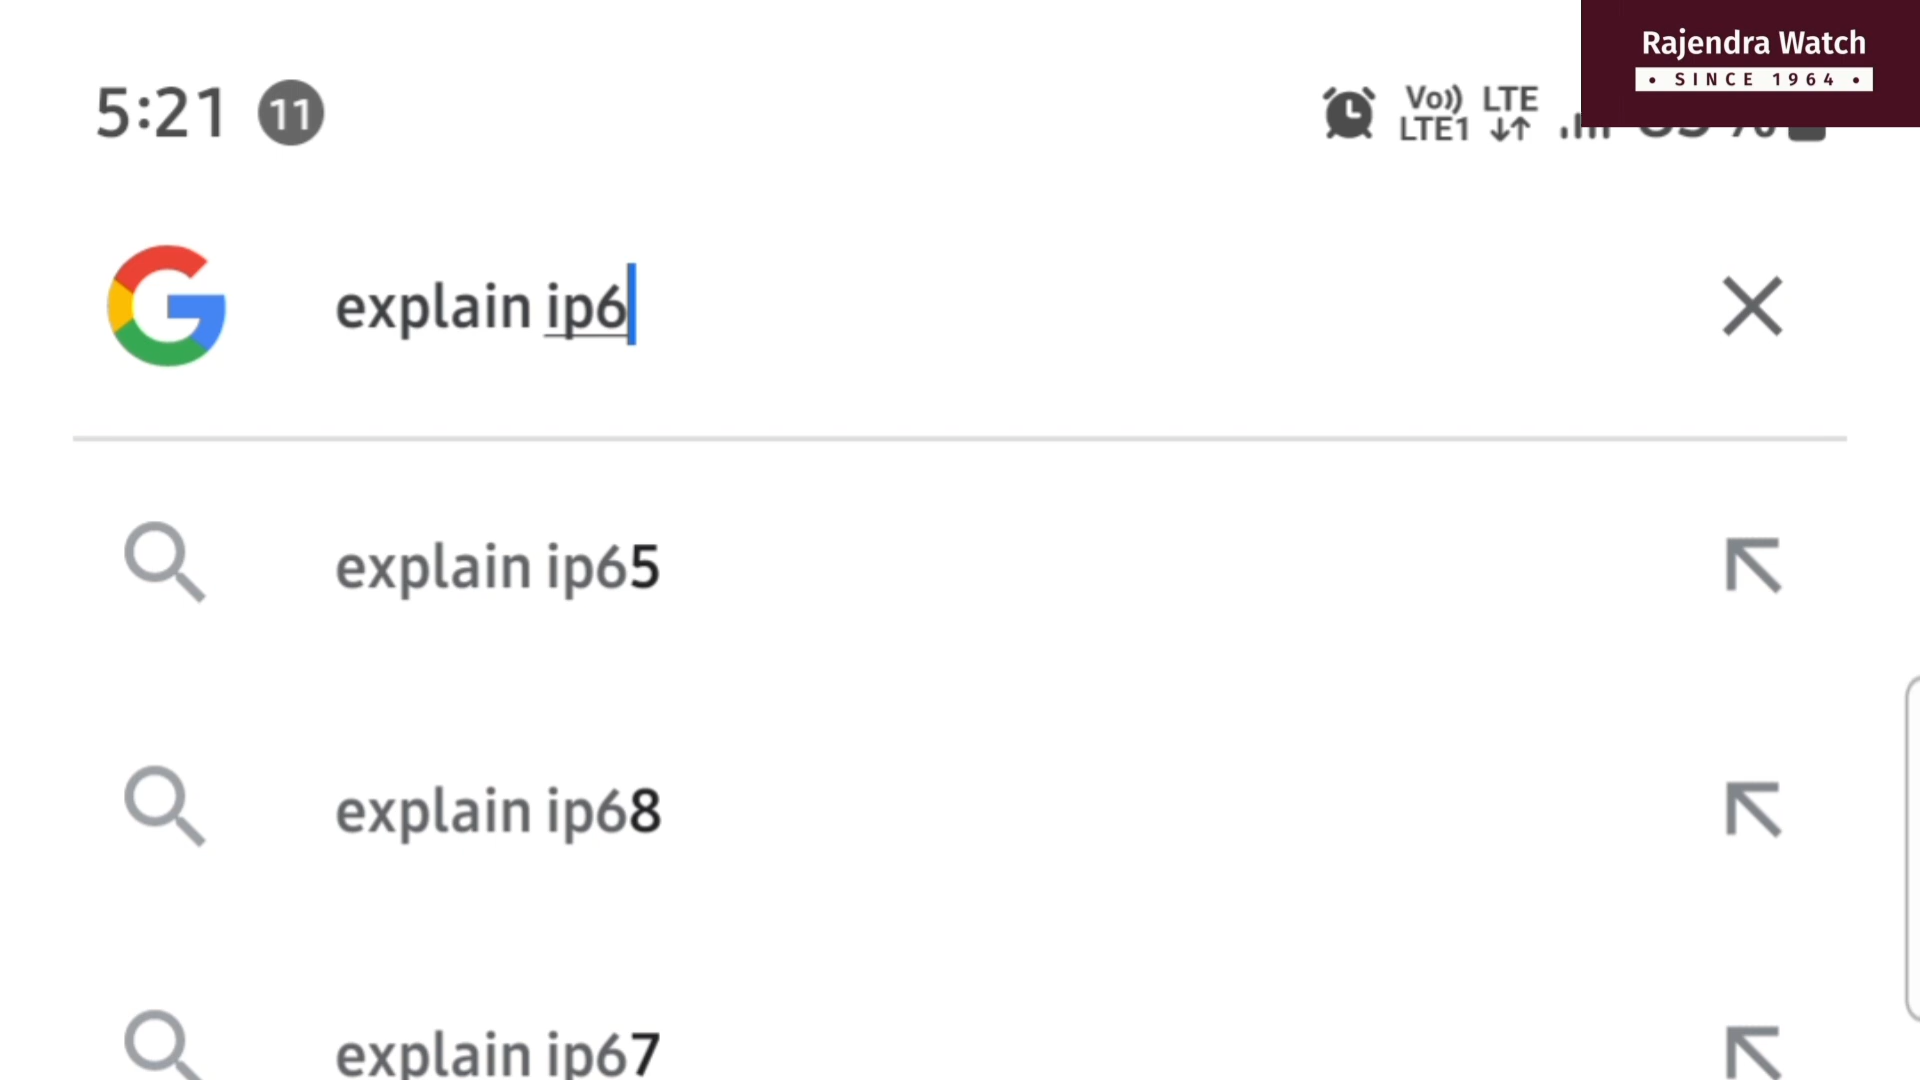 Rajendra Watch
• SINCE 1964 •
5:21 11
Vo)) LTE
LTE1
explain ip6
explain ip65
explain ip68
explain ip67